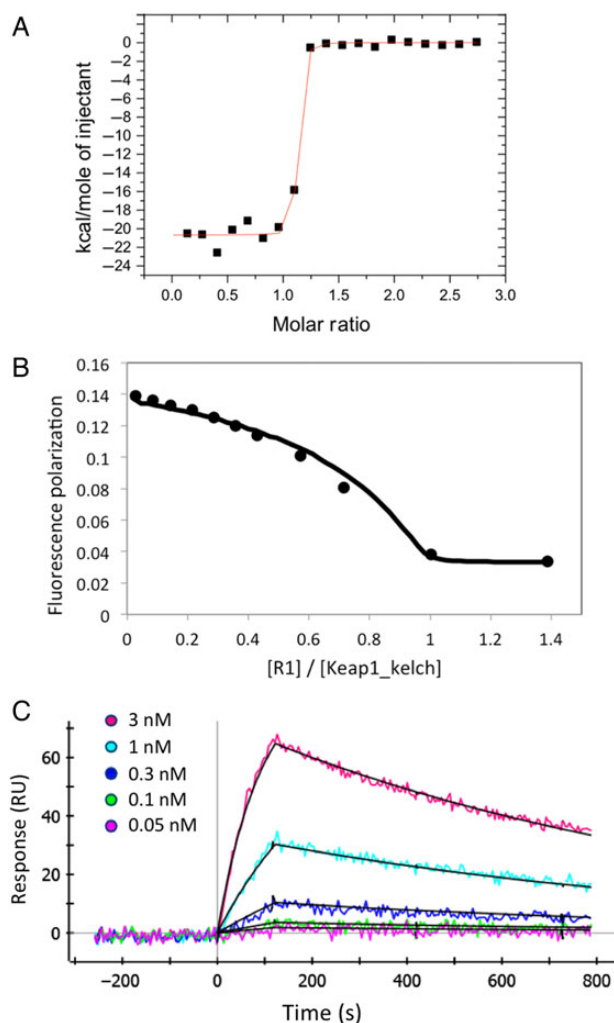 A
0
−2
−4
−6
−8
−10
−12
−14
−16
−18
−20
−22
−24
kcal/mole of injectant
0.0 0.5 1.0 1.5 2.0 2.5 3.0
Molar ratio
B
0.16
0.14
0.12
0.1
0.08
0.06
0.04
0.02
0
Fluorescence polarization
0 0.2 0.4 0.6 0.8 1 1.2 1.4
[R1] / [Keap1_kelch]
C
3 nM
1 nM
0.3 nM
0.1 nM
0.05 nM
60
40
20
0
Response (RU)
−200 0 200 400 600 800
Time (s)